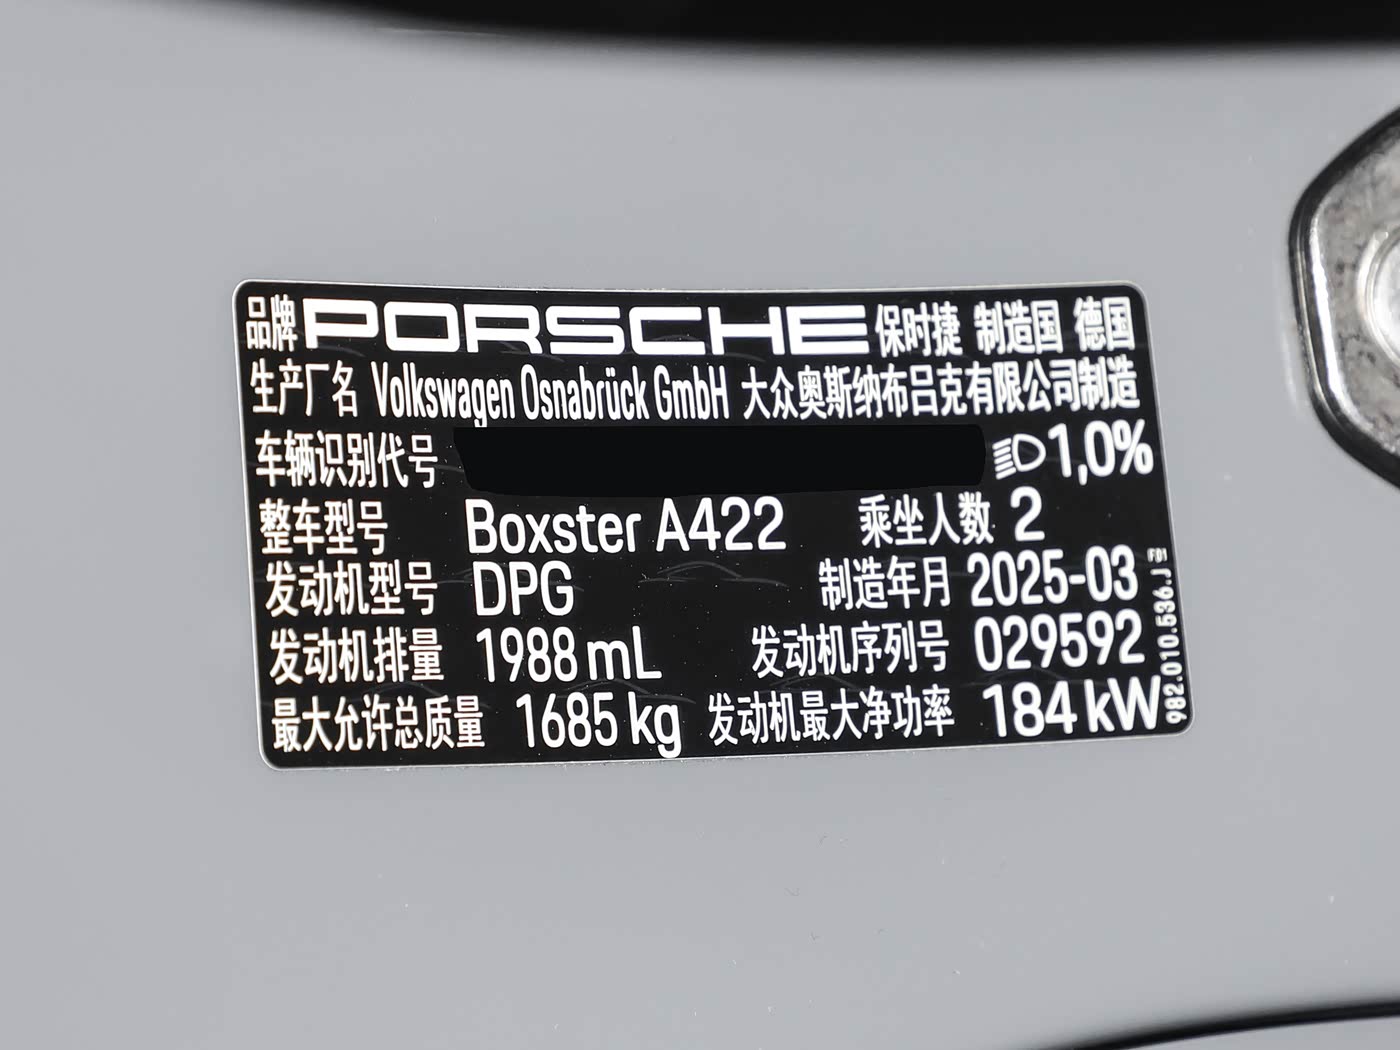 品牌 PORSCHE 保时捷 制造国 德国
生产厂名 Volkswagen Osnabrück GmbH 大众奥斯纳布吕克有限公司制造
车辆识别代号 1,0%
整车型号 Boxster A422 乘坐人数 2
发动机型号 DPG 制造年月 2025-03
发动机排量 1988 mL 发动机序列号 029592
最大允许总质量 1685 kg 发动机最大净功率 184 kW
982.010.536.J FD1